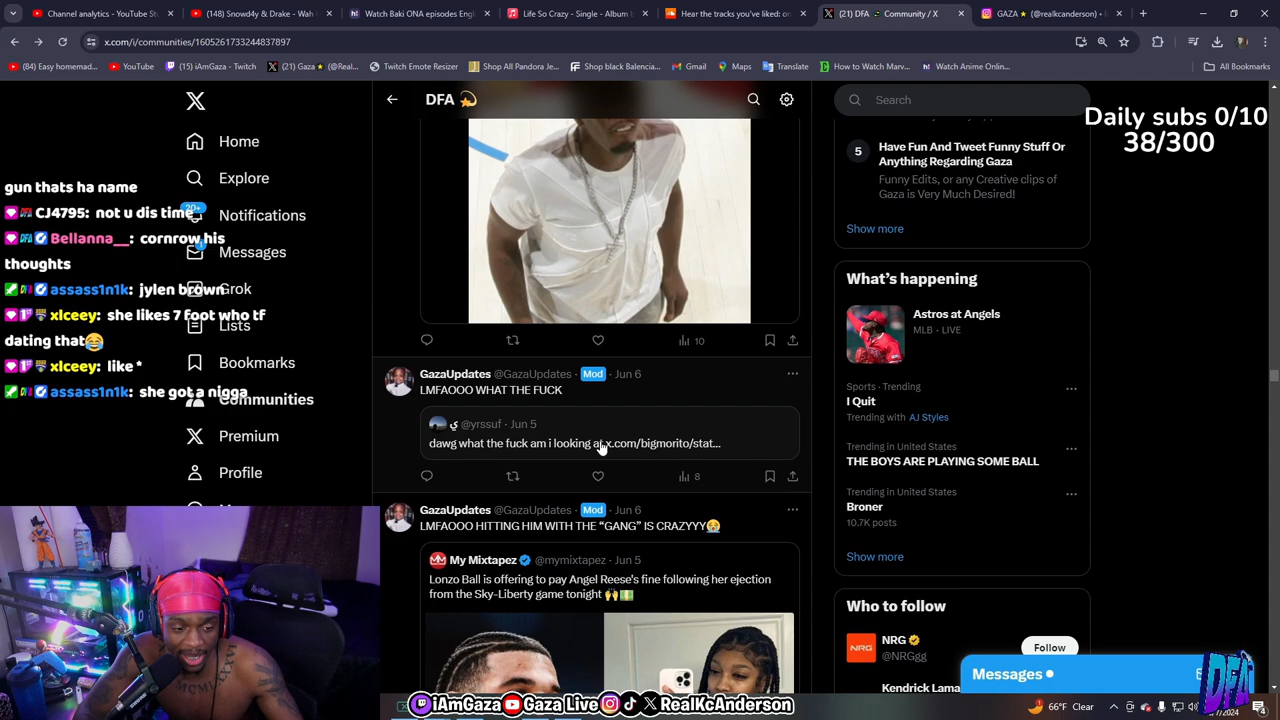 (84) Channel analytics - YouTube St
(148) Snowd4y & Drake - Wah
Watch Baki ONA episodes Engl
Life So Crazy - Single - Album b
Hear the tracks you've liked: on
(21) DFA Community / X
GAZA★ (@realkcanderson) •
x.com/i/communities/1605261733244837897
(84) Easy homemad...
YouTube
(15) iAmGaza - Twitch
(21) Gaza★ (@Real...
Twitch Emote Resizer
Shop All Pandora Je...
Shop black Balencia...
Gmail
Maps
Translate
How to Watch Marv...
Watch Anime Onlin...
All Bookmarks
gun thats ha name
CJ4795: not u dis time
Bellanna__: cornrow his
thoughts
assass1n1k: jylen brown
xlceey: she likes 7 foot who tf
dating that😂
xlceey: like *
assass1n1k: she got a nigga
Home
Explore
20+
Notifications
1
Messages
Grok
Lists
Bookmarks
Communities
Premium
Profile
DFA 💫
10
GazaUpdates @GazaUpdates Mod · Jun 6
LMFAOOO WHAT THE FUCK
ي @yrssuf · Jun 5
dawg what the fuck am i looking at x.com/bigmorito/stat...
8
GazaUpdates @GazaUpdates Mod · Jun 6
LMFAOOO HITTING HIM WITH THE “GANG” IS CRAZYYY😭
My Mixtapez @mymixtapez · Jun 5
Lonzo Ball is offering to pay Angel Reese's fine following her ejection
from the Sky-Liberty game tonight 🙌💵
Search
Daily subs 0/10
38/300
5
Have Fun And Tweet Funny Stuff Or
Anything Regarding Gaza
Funny Edits, or any Creative clips of
Gaza is Very Much Desired!
Show more
What’s happening
Astros at Angels
MLB · LIVE
Sports · Trending
I Quit
Trending with AJ Styles
Trending in United States
THE BOYS ARE PLAYING SOME BALL
Trending in United States
Broner
10.7K posts
Show more
Who to follow
NRG
@NRGgg
Follow
Kendrick Lama
Messages
DFA
iAmGaza Gaza Live RealKcAnderson
66°F Clear